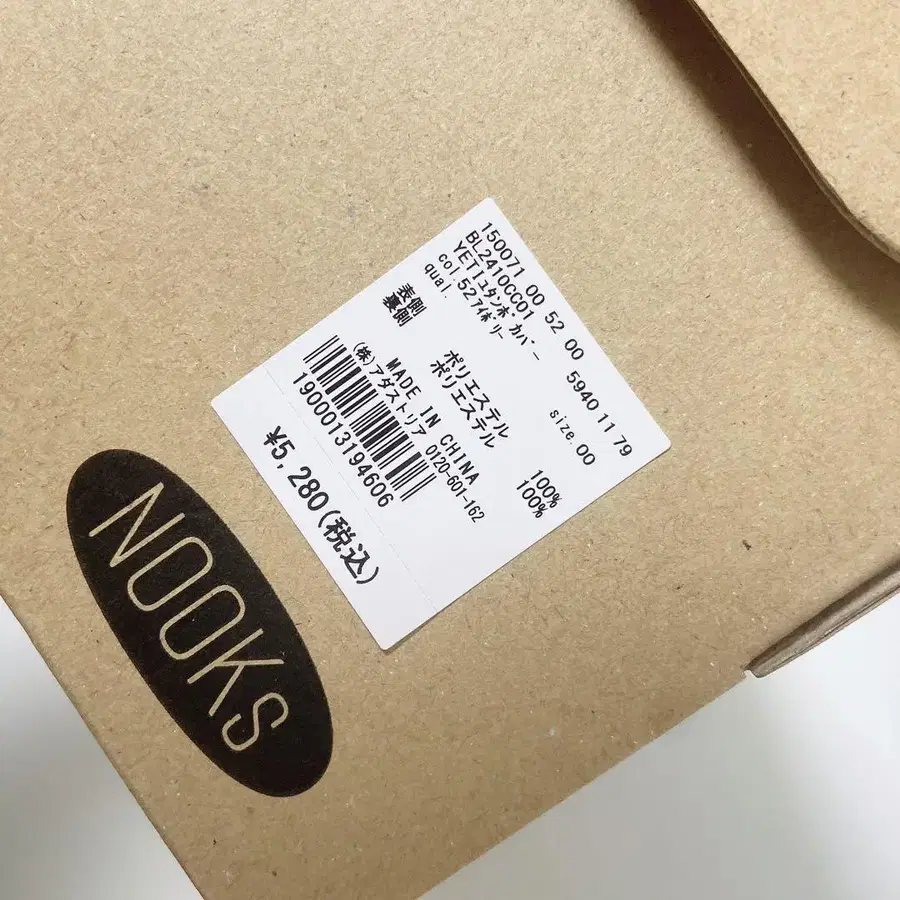 150071 00 52 00 5940 11 79
BL2410CC01
YETIユタンポ カバー
col.52アイボリー size.00
qual.
表側 ポリエステル 100%
裏側 ポリエステル 100%
MADE IN CHINA
(株)アダストリア 0120-601-162
1900013194606
¥5,280(税込)
NOOKS